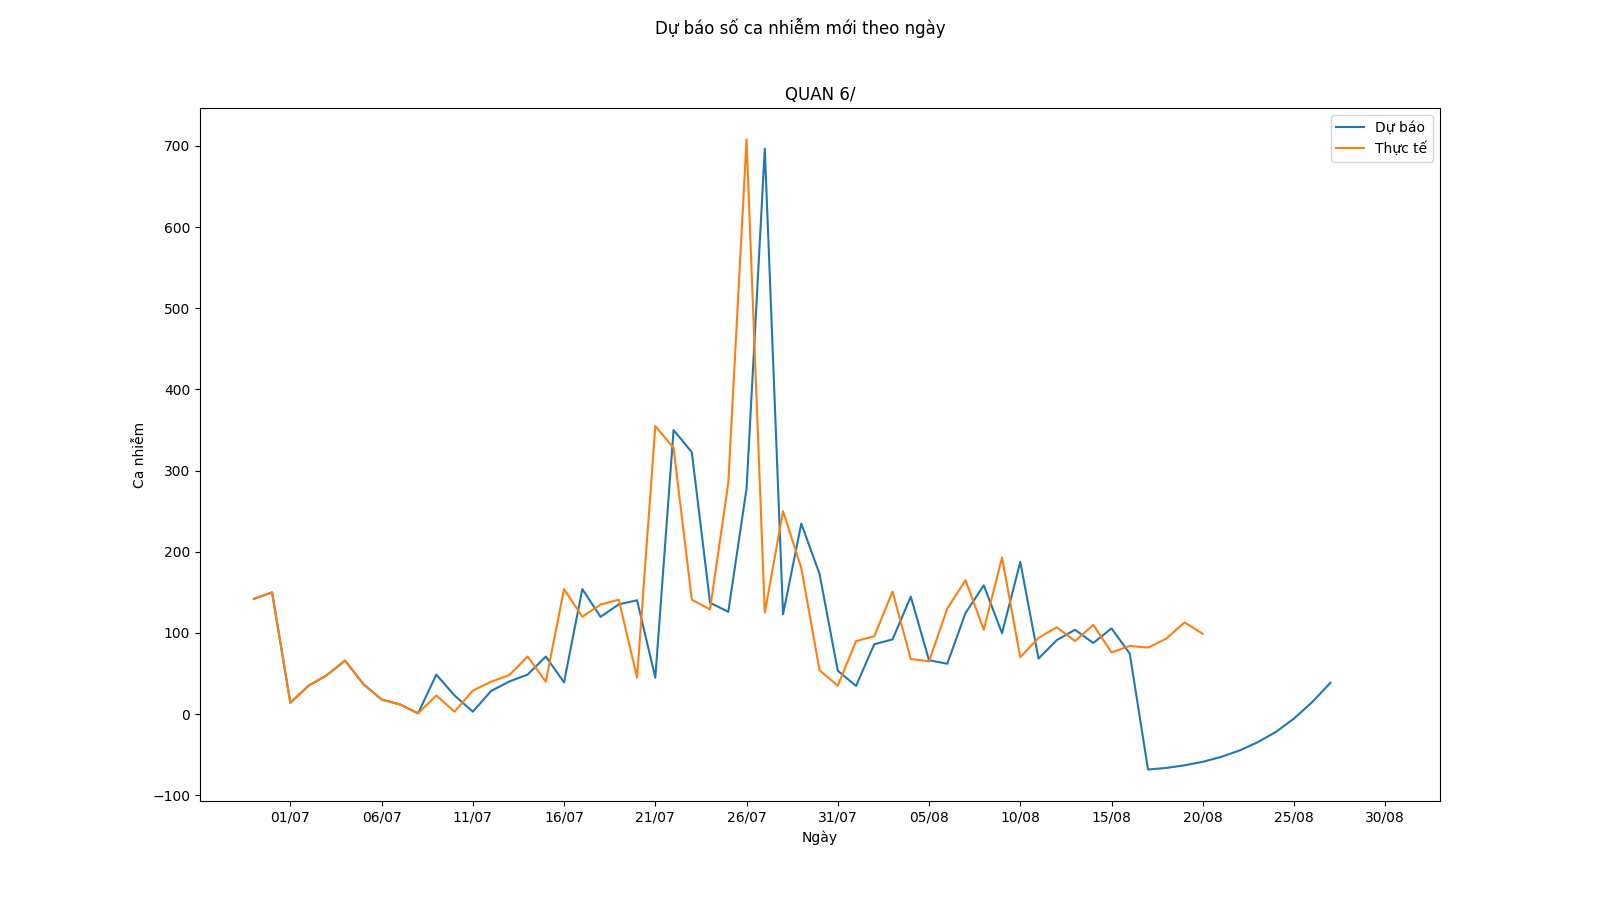 Dự báo số ca nhiễm mới theo ngày
QUAN 6/
Dự báo
Thực tế
700
600
500
400
300
200
100
0
−100
Ca nhiễm
01/07 06/07 11/07 16/07 21/07 26/07 31/07 05/08 10/08 15/08 20/08 25/08 30/08
Ngày